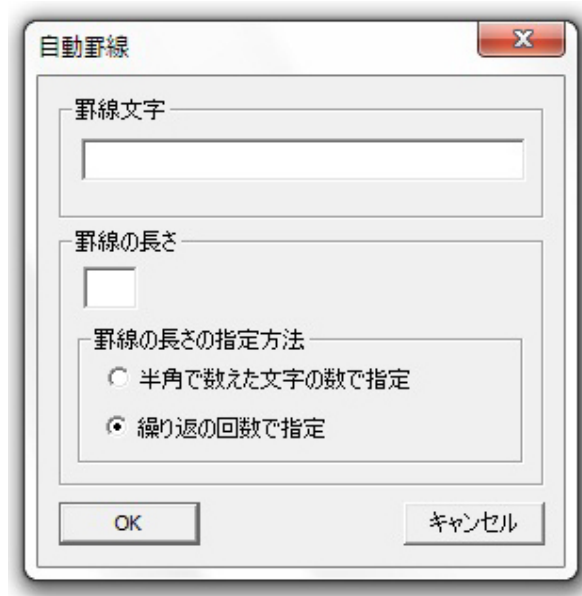 自動罫線
罫線文字
罫線の長さ
罫線の長さの指定方法
半角で数えた文字の数で指定
繰り返の回数で指定
OK
キャンセル